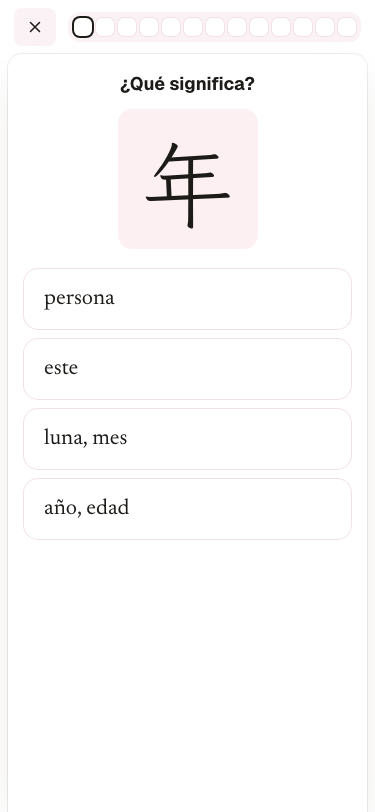 ¿Qué significa?
年
persona
este
luna, mes
año, edad